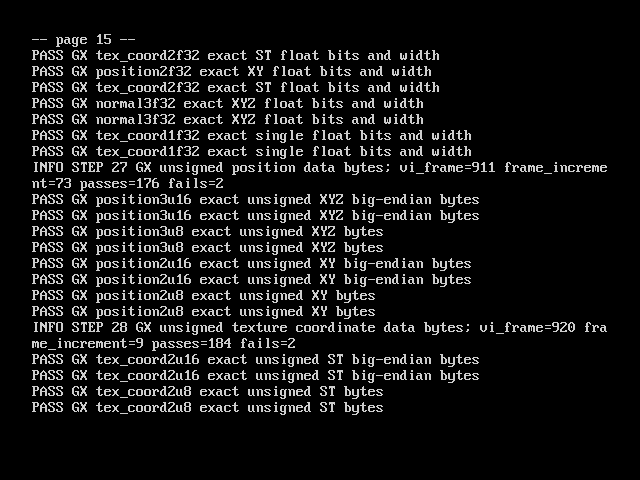 -- page 15 --
PASS GX tex_coord2f32 exact ST float bits and width
PASS GX position2f32 exact XY float bits and width
PASS GX tex_coord2f32 exact ST float bits and width
PASS GX normal3f32 exact XYZ float bits and width
PASS GX normal3f32 exact XYZ float bits and width
PASS GX tex_coord1f32 exact single float bits and width
PASS GX tex_coord1f32 exact single float bits and width
INFO STEP 27 GX unsigned position data bytes; vi_frame=911 frame_increme
nt=73 passes=176 fails=2
PASS GX position3u16 exact unsigned XYZ big-endian bytes
PASS GX position3u16 exact unsigned XYZ big-endian bytes
PASS GX position3u8 exact unsigned XYZ bytes
PASS GX position3u8 exact unsigned XYZ bytes
PASS GX position2u16 exact unsigned XY big-endian bytes
PASS GX position2u16 exact unsigned XY big-endian bytes
PASS GX position2u8 exact unsigned XY bytes
PASS GX position2u8 exact unsigned XY bytes
INFO STEP 28 GX unsigned texture coordinate data bytes; vi_frame=920 fra
me_increment=9 passes=184 fails=2
PASS GX tex_coord2u16 exact unsigned ST big-endian bytes
PASS GX tex_coord2u16 exact unsigned ST big-endian bytes
PASS GX tex_coord2u8 exact unsigned ST bytes
PASS GX tex_coord2u8 exact unsigned ST bytes